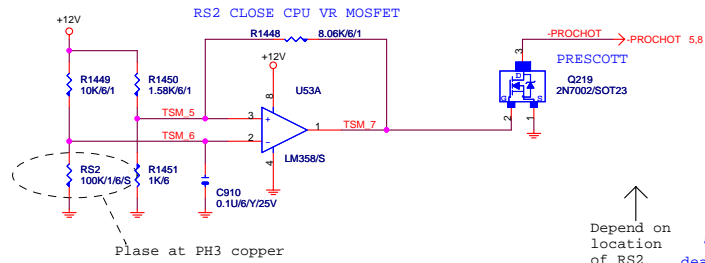 RS2 CLOSE CPU VR MOSFET
+12V
R1448
8.06K/6/1
-PROCHOT
-PROCHOT 5,8
+12V
PRESCOTT
3
D
G
S
Q219
2N7002/SOT23
R1449
10K/6/1
R1450
1.58K/6/1
U53A
8
TSM_5
3
+
TSM_6
2
-
1
TSM_7
2
1
4
LM358/S
RS2
100K/1/6/S
R1451
1K/6
C910
0.1U/6/Y/25V
Plase at PH3 copper
Depend on
location
of RS2